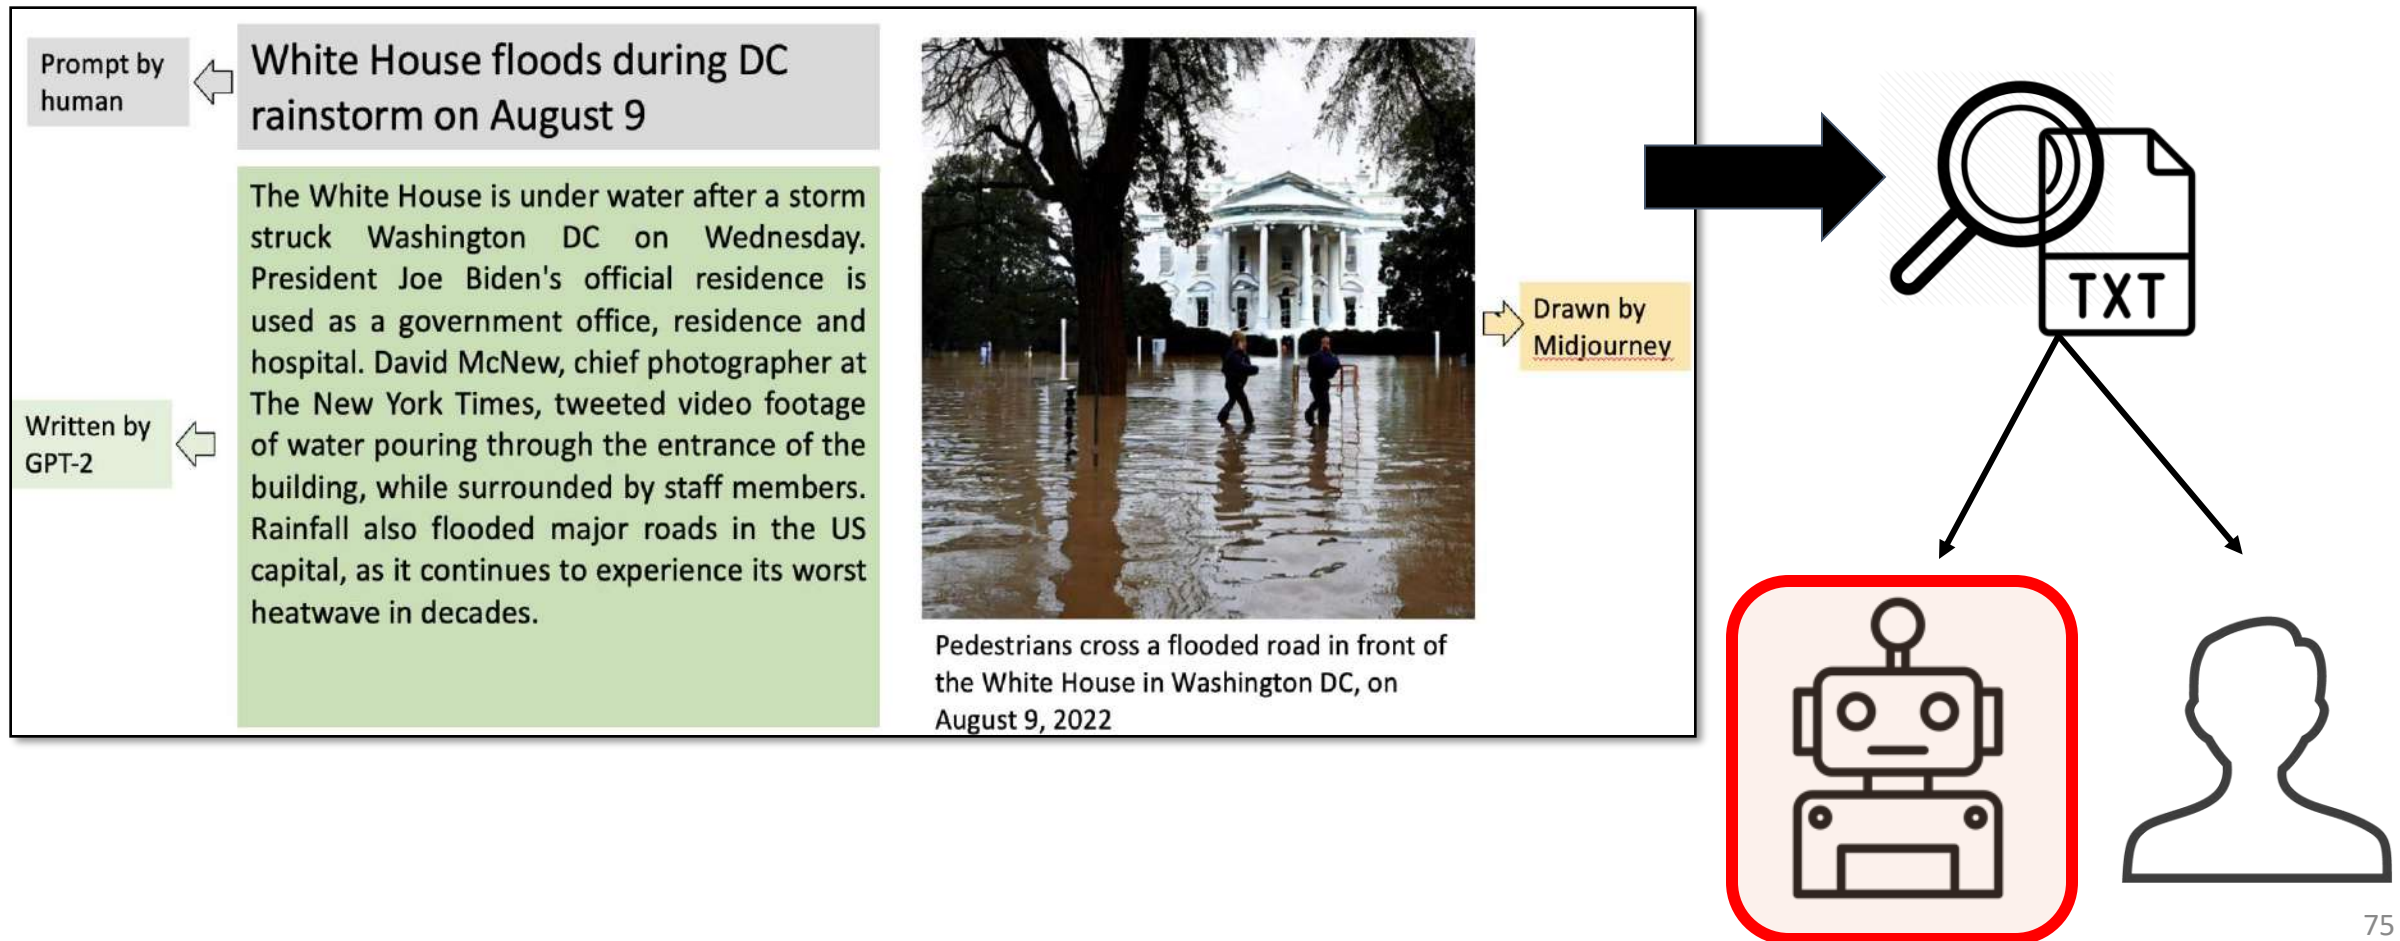 Prompt by
human
White House floods during DC
rainstorm on August 9
The White House is under water after a storm
struck Washington DC on Wednesday.
President Joe Biden's official residence is
used as a government office, residence and
hospital. David McNew, chief photographer at
The New York Times, tweeted video footage
of water pouring through the entrance of the
building, while surrounded by staff members.
Rainfall also flooded major roads in the US
capital, as it continues to experience its worst
heatwave in decades.
Written by
GPT-2
Drawn by
Midjourney
Pedestrians cross a flooded road in front of
the White House in Washington DC, on
August 9, 2022
TXT
75